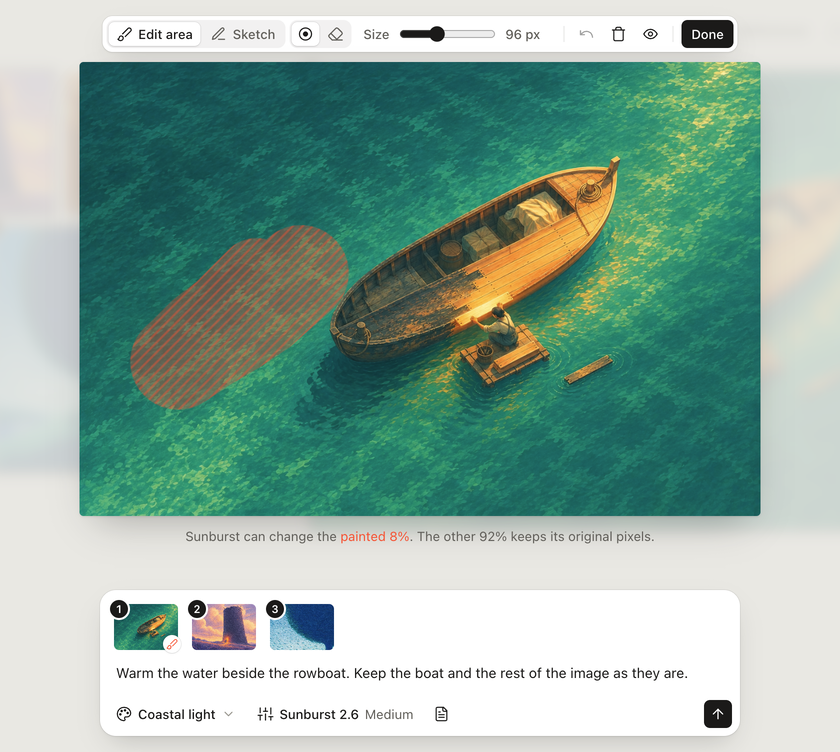 Edit area Sketch Size 96 px Done
Sunburst can change the painted 8%. The other 92% keeps its original pixels.
1 2 3
Warm the water beside the rowboat. Keep the boat and the rest of the image as they are.
Coastal light Sunburst 2.6 Medium